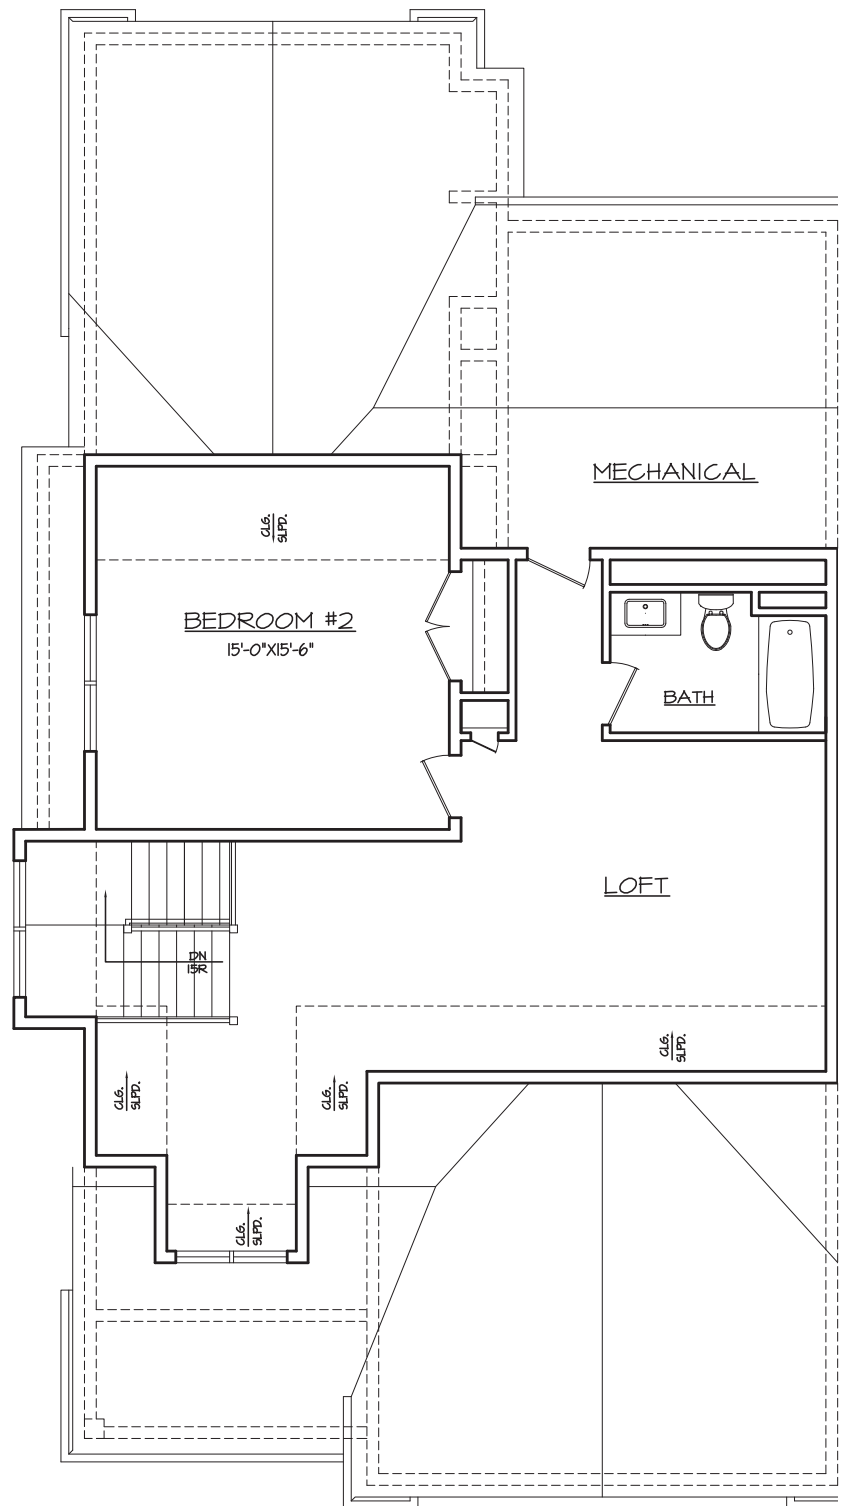 MECHANICAL
CLG.
SLPD.
BEDROOM #2
15'-0"X15'-6"
BATH
LOFT
DN
15R
CLG.
SLPD.
CLG.
SLPD.
CLG.
SLPD.
CLG.
SLPD.